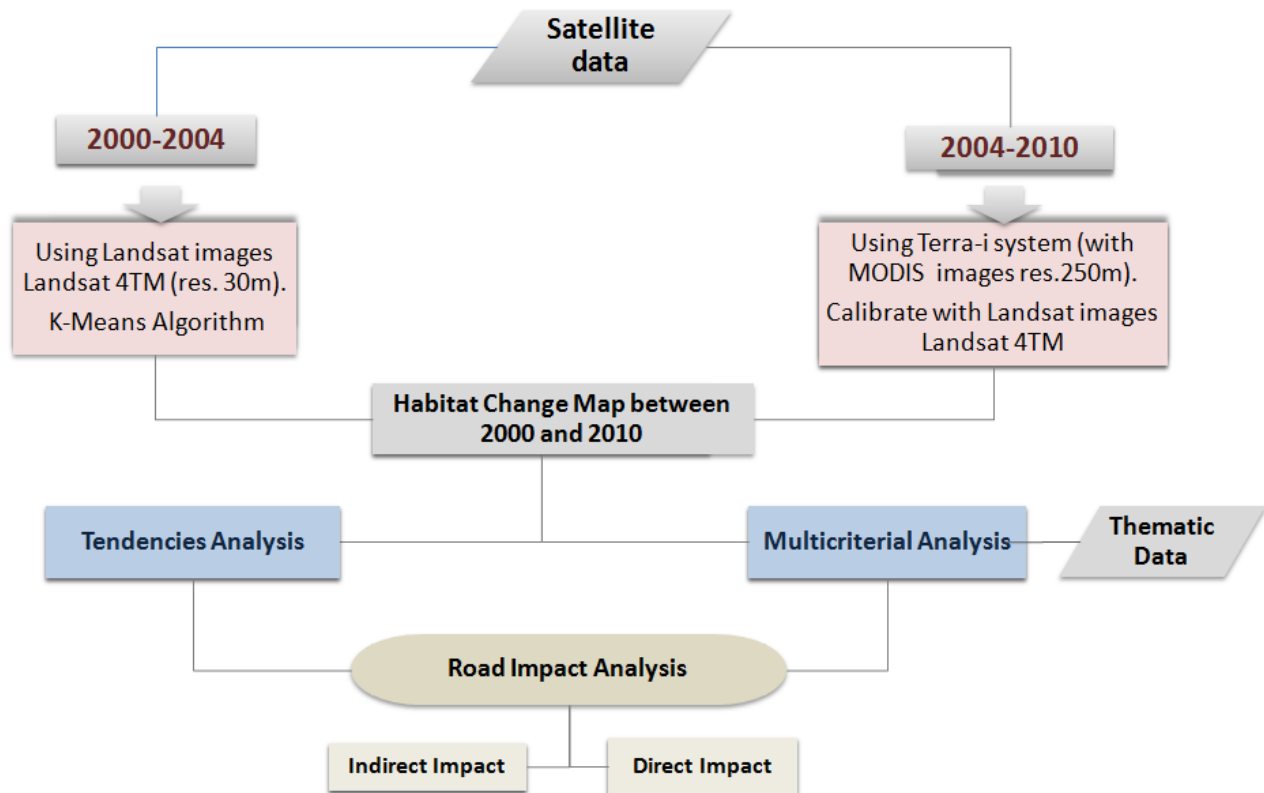 Satellite
data
2000-2004
2004-2010
Using Landsat images
Landsat 4TM (res. 30m).
K-Means Algorithm
Using Terra-i system (with
MODIS images res.250m).
Calibrate with Landsat images
Landsat 4TM
Habitat Change Map between
2000 and 2010
Tendencies Analysis
Multicriterial Analysis
Thematic
Data
Road Impact Analysis
Indirect Impact
Direct Impact